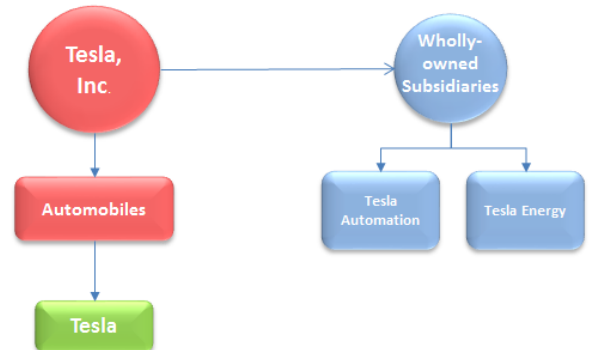 Tesla,
Inc.
Wholly-
owned
Subsidiaries
Automobiles
Tesla
Automation
Tesla Energy
Tesla